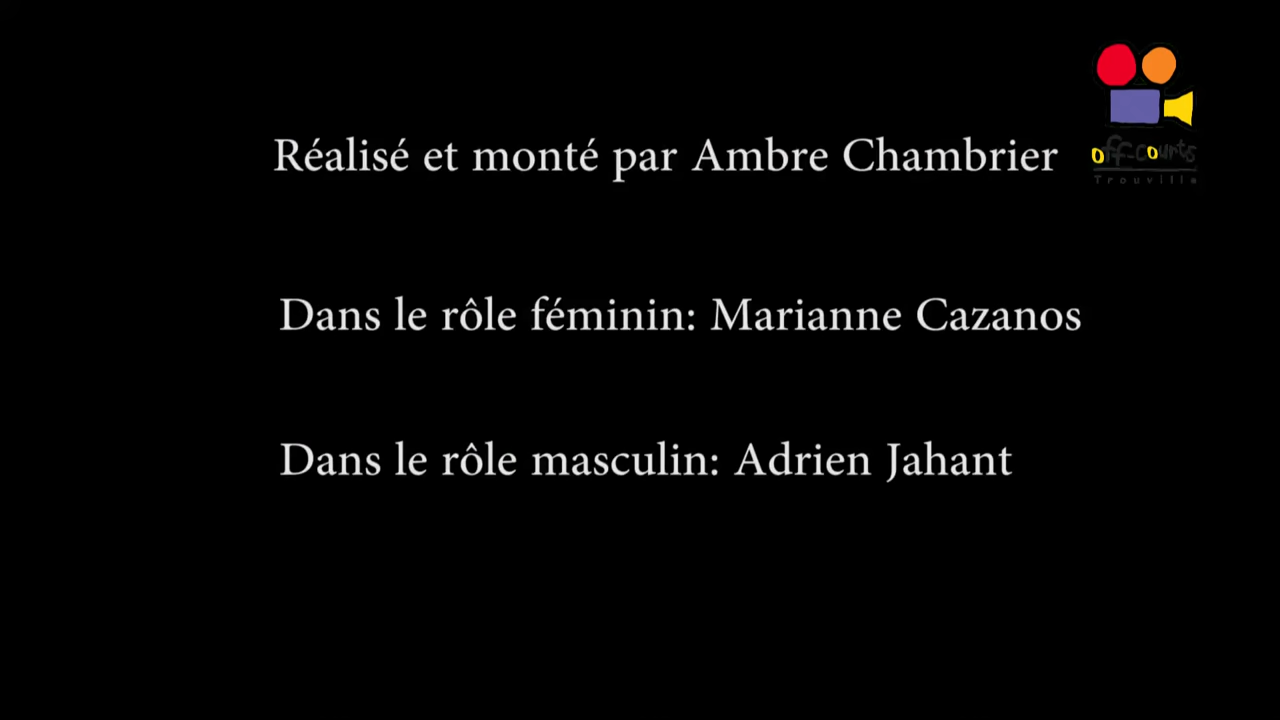 Réalisé et monté par Ambre Chambrier
off-courts
Trouville
Dans le rôle féminin: Marianne Cazanos
Dans le rôle masculin: Adrien Jahant